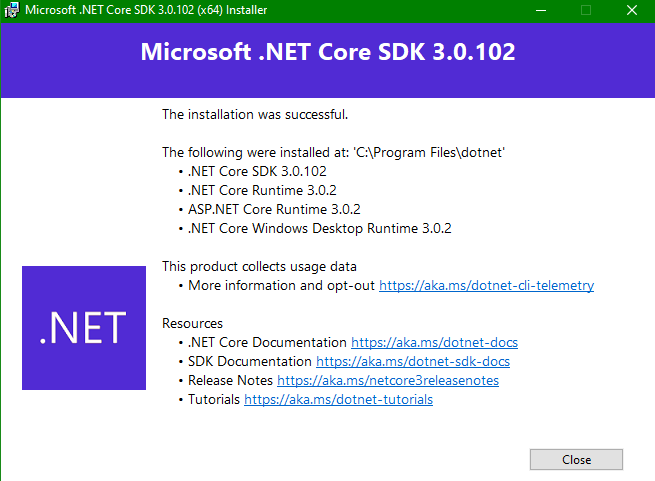 Microsoft .NET Core SDK 3.0.102 (x64) Installer
Microsoft .NET Core SDK 3.0.102
The installation was successful.
The following were installed at: 'C:\Program Files\dotnet'
• .NET Core SDK 3.0.102
• .NET Core Runtime 3.0.2
• ASP.NET Core Runtime 3.0.2
• .NET Core Windows Desktop Runtime 3.0.2
This product collects usage data
• More information and opt-out https://aka.ms/dotnet-cli-telemetry
.NET
Resources
• .NET Core Documentation https://aka.ms/dotnet-docs
• SDK Documentation https://aka.ms/dotnet-sdk-docs
• Release Notes https://aka.ms/netcore3releasenotes
• Tutorials https://aka.ms/dotnet-tutorials
Close